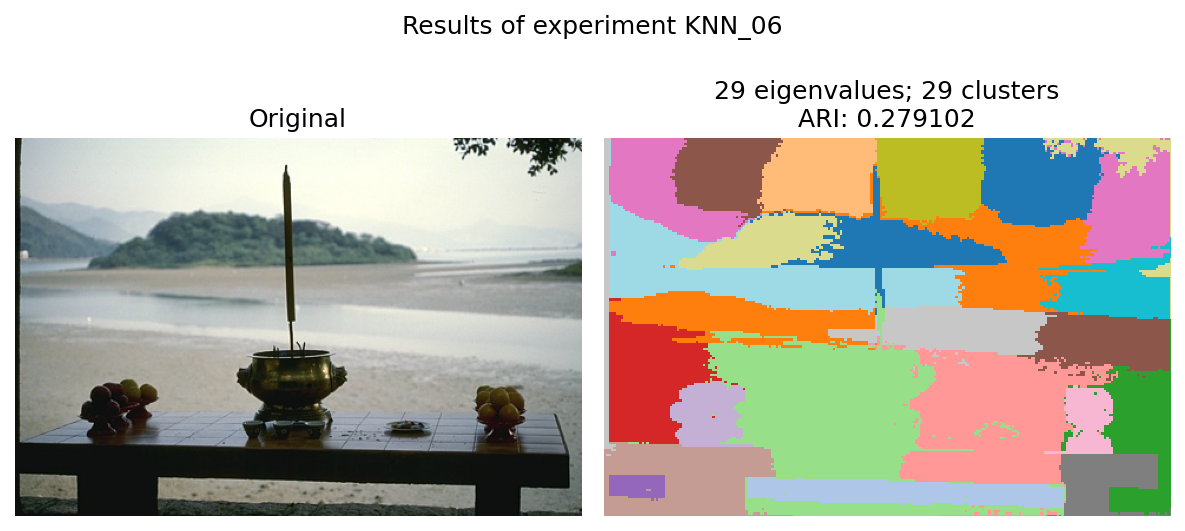 Results of experiment KNN_06
Original
29 eigenvalues; 29 clusters
ARI: 0.279102